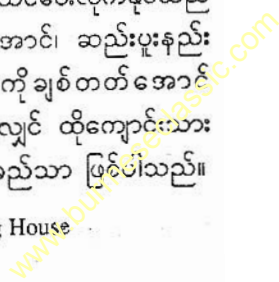 အောင်၊ ဆည်းပူးနည်း
ကို ချစ်တတ်အောင်
လျှင် ထိုကျောင်းသား
မည်သာ ဖြစ်ပါသည်။
House
www.burmeseclassic.com